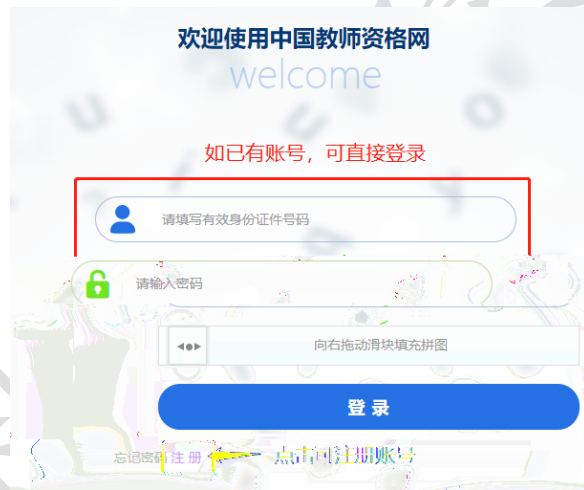 欢迎使用中国教师资格网
welcome
如已有账号，可直接登录
请填写有效身份证件号码
请输入密码
向右拖动滑块填充拼图
登录
忘记密码 注册 点击可注册账号